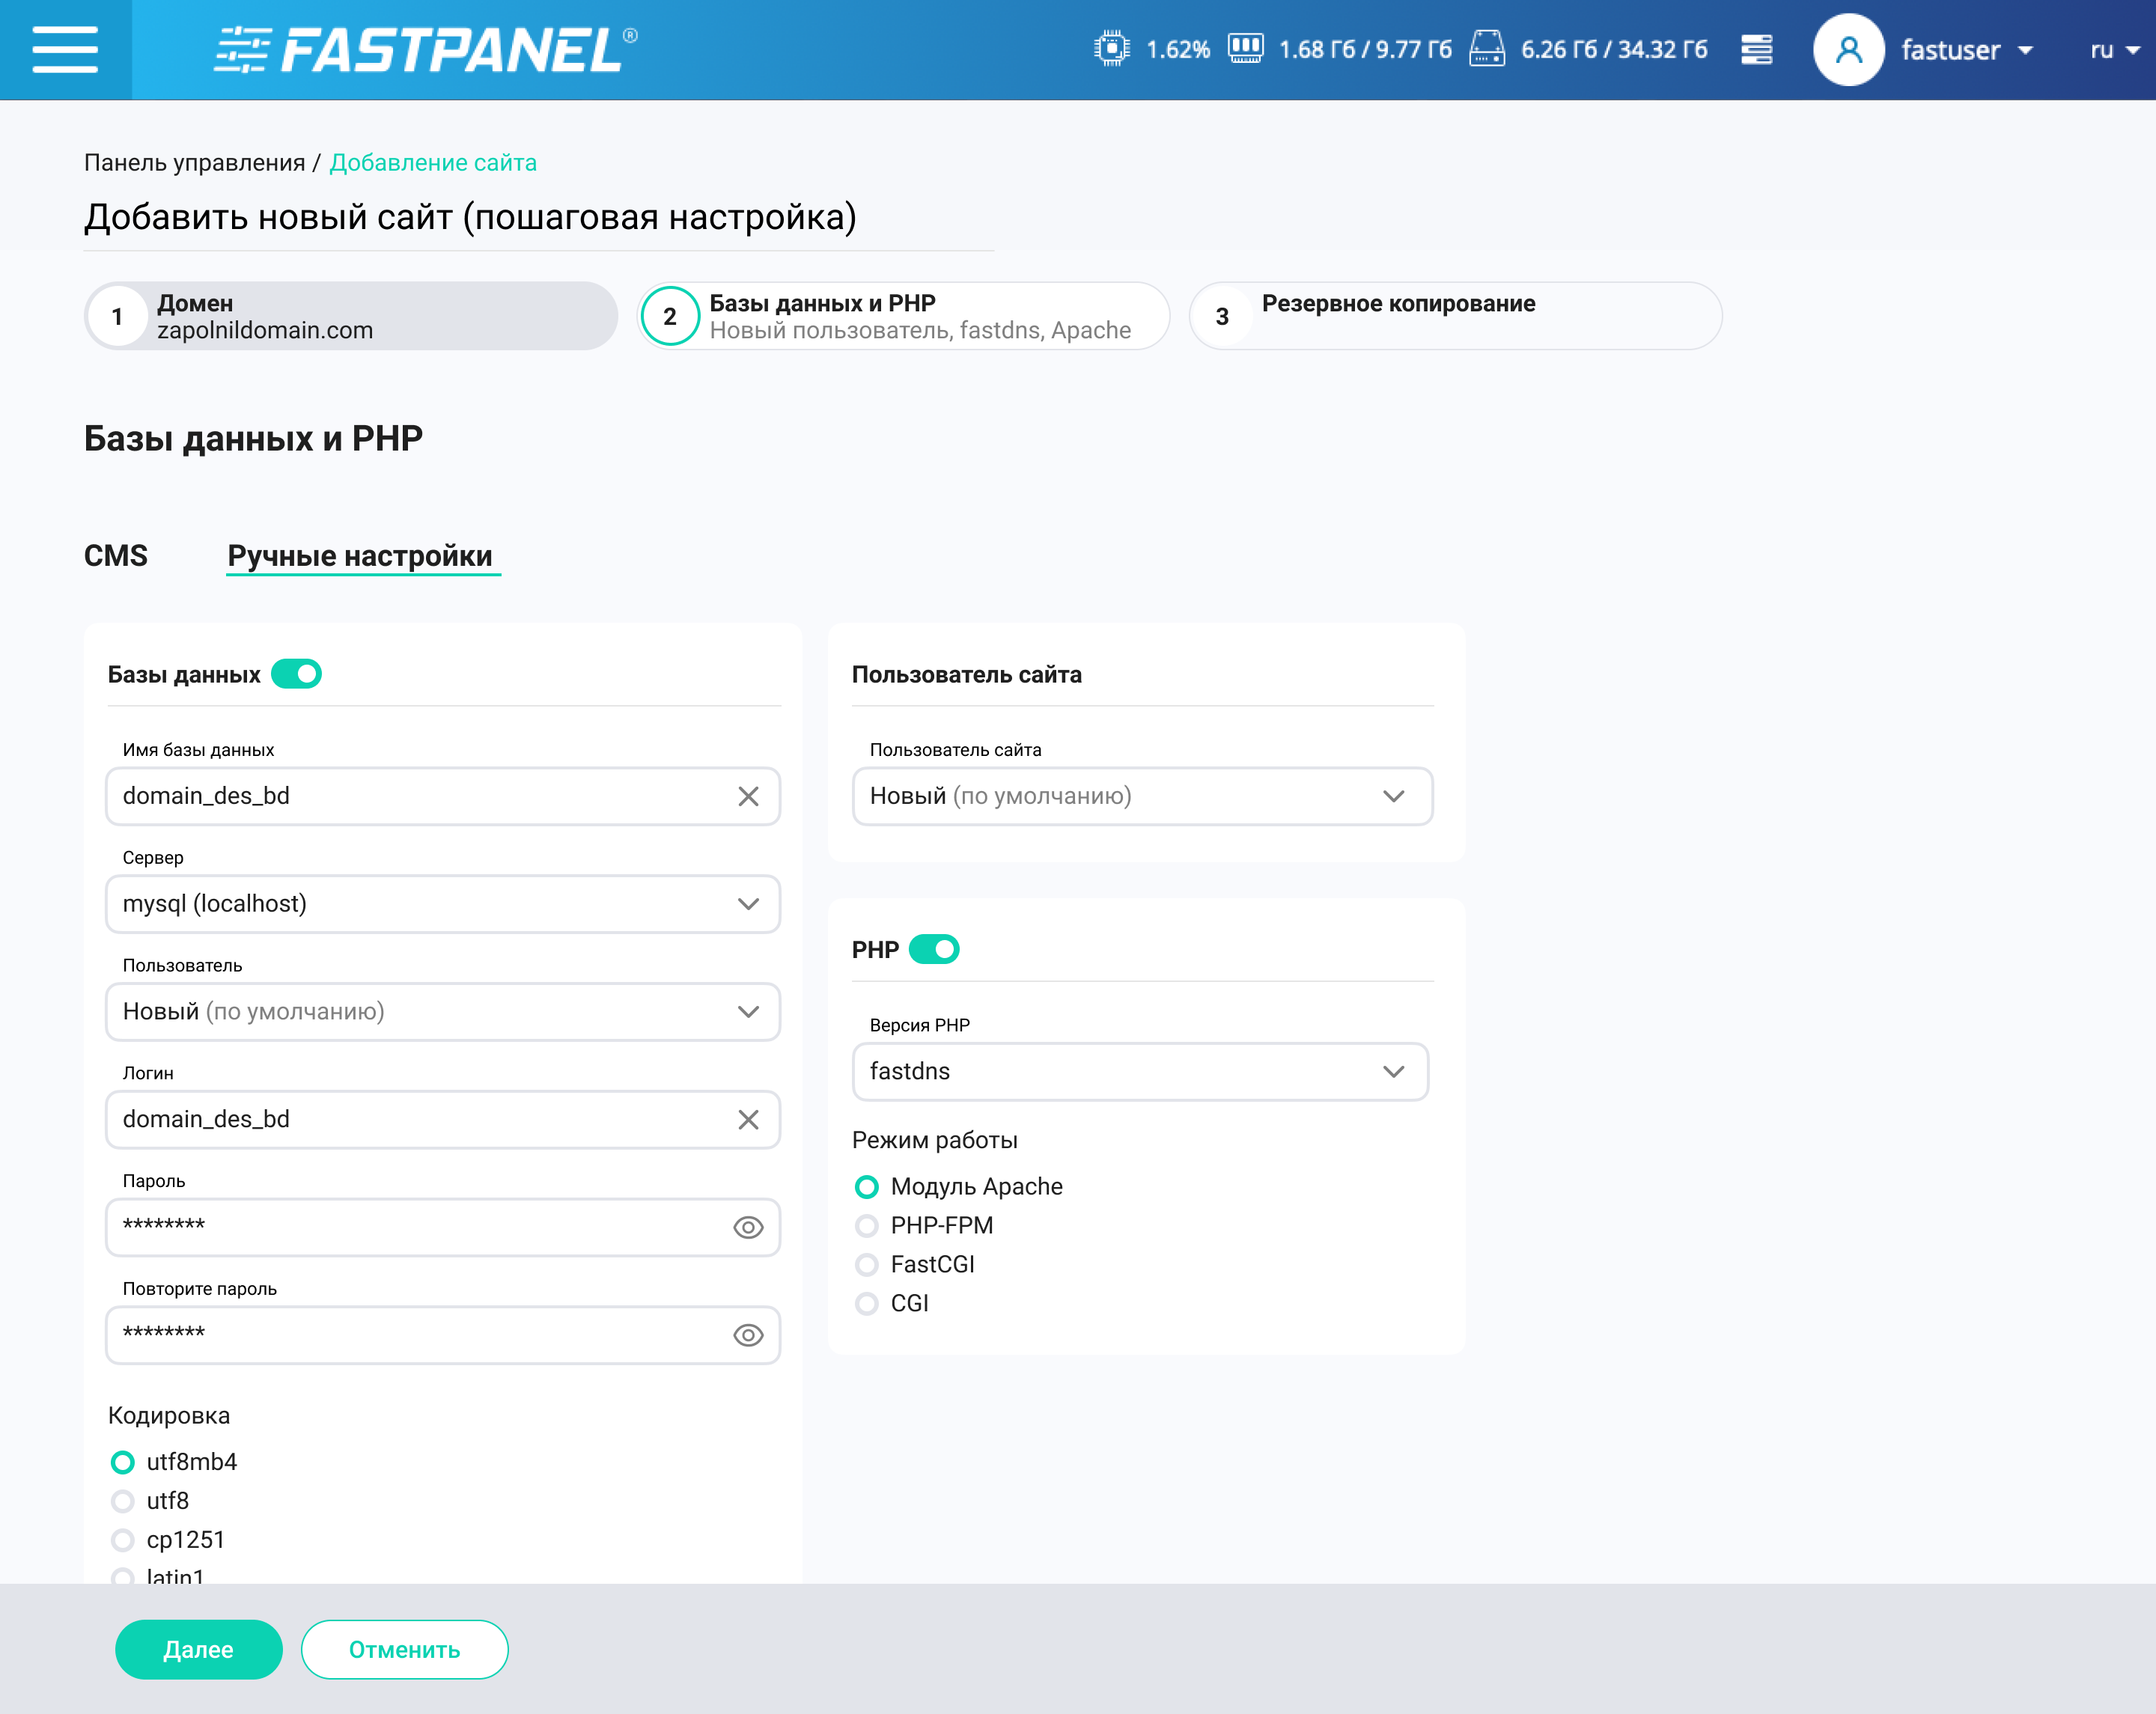 FASTPANEL®
1.62%
1.68 Гб / 9.77 Гб
6.26 Гб / 34.32 Гб
fastuser
ru
Панель управления / Добавление сайта
Добавить новый сайт (пошаговая настройка)
1
Домен
zapolnildomain.com
2
Базы данных и PHP
Новый пользователь, fastdns, Apache
3
Резервное копирование
Базы данных и PHP
CMS
Ручные настройки
Базы данных
Имя базы данных
domain_des_bd
Сервер
mysql (localhost)
Пользователь
Новый (по умолчанию)
Логин
domain_des_bd
Пароль
********
Повторите пароль
********
Кодировка
utf8mb4
utf8
cp1251
latin1
Пользователь сайта
Пользователь сайта
Новый (по умолчанию)
PHP
Версия PHP
fastdns
Режим работы
Модуль Apache
PHP-FPM
FastCGI
CGI
Далее
Отменить